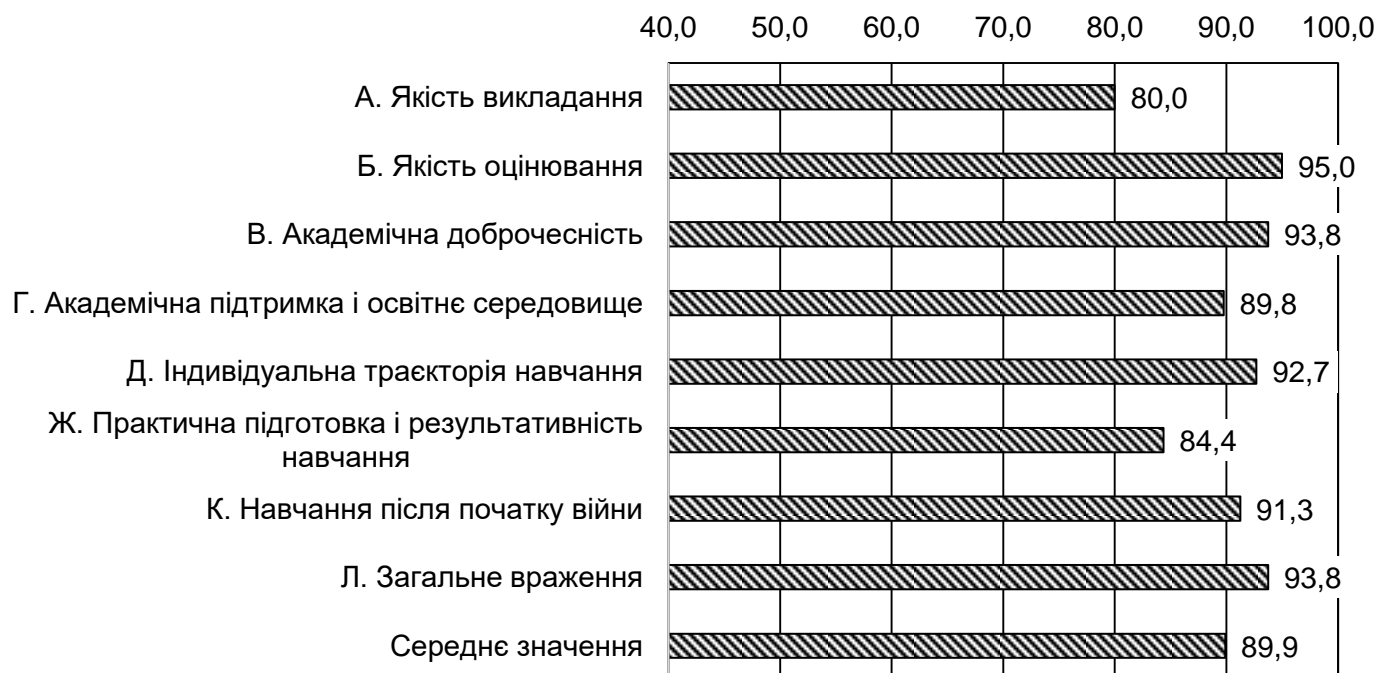 40,0 50,0 60,0 70,0 80,0 90,0 100,0
А. Якість викладання 80,0
Б. Якість оцінювання 95,0
В. Академічна доброчесність 93,8
Г. Академічна підтримка і освітнє середовище 89,8
Д. Індивідуальна траєкторія навчання 92,7
Ж. Практична підготовка і результативність
навчання 84,4
К. Навчання після початку війни 91,3
Л. Загальне враження 93,8
Середнє значення 89,9